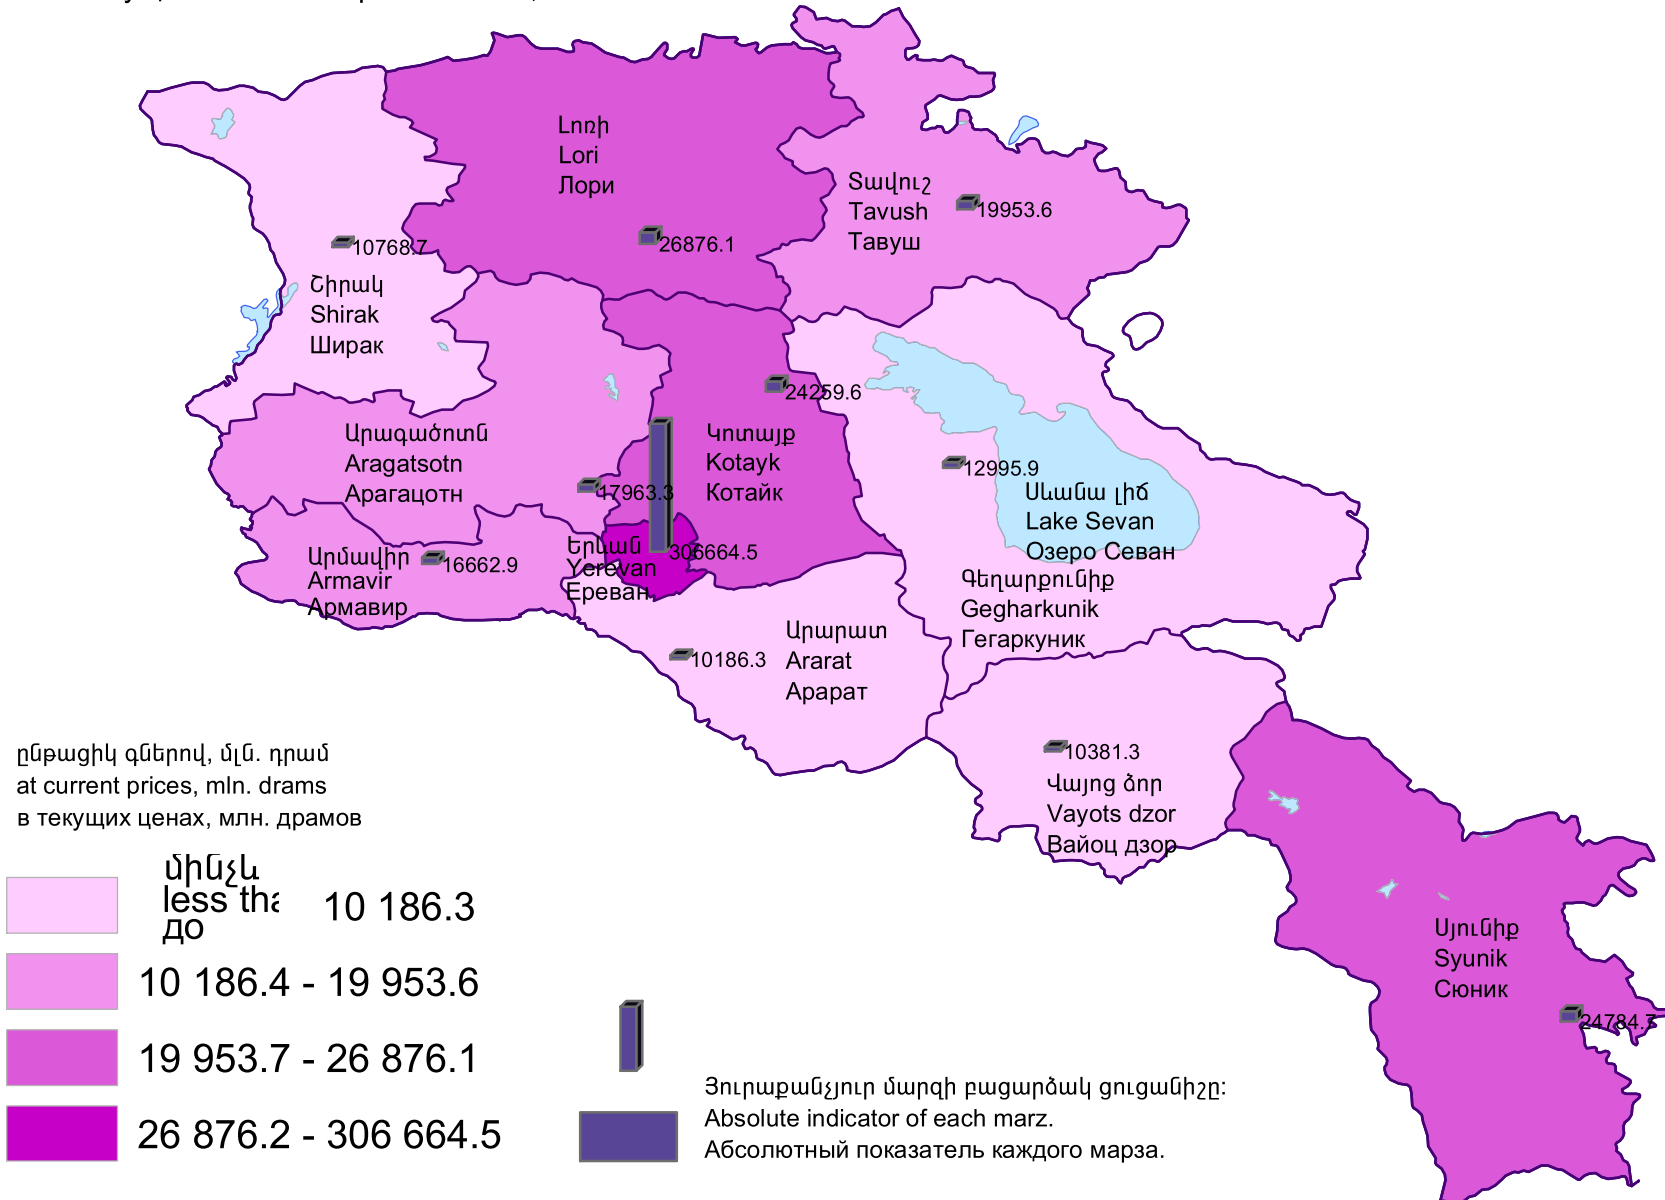 Լոռի
Lori
Лори
26876.1
Տավուշ
Tavush
Тавуш
19953.6
10768.7
Շիրակ
Shirak
Ширак
24259.6
Արագածոտն
Aragatsotn
Арагацотн
17963.3
Կոտայք
Kotayk
Котайк
12995.9
Սևանա լիճ
Lake Sevan
Озеро Севан
Արմավիր
Armavir
Армавир
16662.9
Երևան
Yerevan
Ереван
306664.5
Գեղարքունիք
Gegharkunik
Гегаркуник
10186.3
Արարատ
Ararat
Арарат
10381.3
Վայոց ձոր
Vayots dzor
Вайоц дзор
Սյունիք
Syunik
Сюник
24784.7
ընթացիկ գներով, մլն. դրամ
at current prices, mln. drams
в текущих ценах, млн. драмов
մինչև
less tha
до
10 186.3
10 186.4 - 19 953.6
19 953.7 - 26 876.1
26 876.2 - 306 664.5
Յուրաքանչյուր մարզի բացարձակ ցուցանիշը:
Absolute indicator of each marz.
Абсолютный показатель каждого марза.